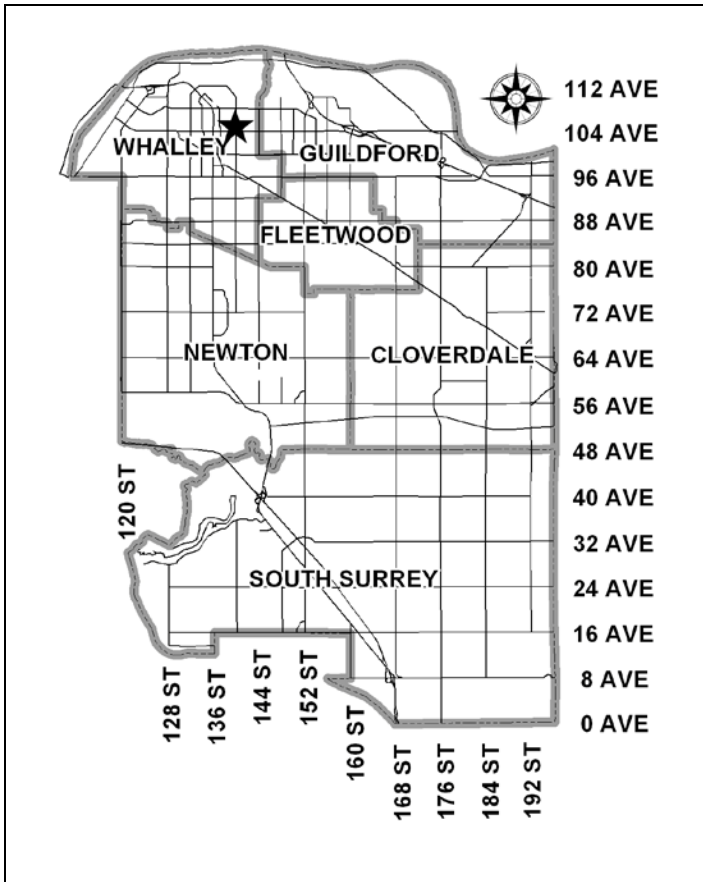 112 AVE
104 AVE
WHALLEY
GUILDFORD
96 AVE
88 AVE
FLEETWOOD
80 AVE
72 AVE
NEWTON
CLOVERDALE
64 AVE
56 AVE
48 AVE
120 ST
40 AVE
32 AVE
SOUTH SURREY
24 AVE
16 AVE
8 AVE
0 AVE
128 ST
136 ST
144 ST
152 ST
160 ST
168 ST
176 ST
184 ST
192 ST